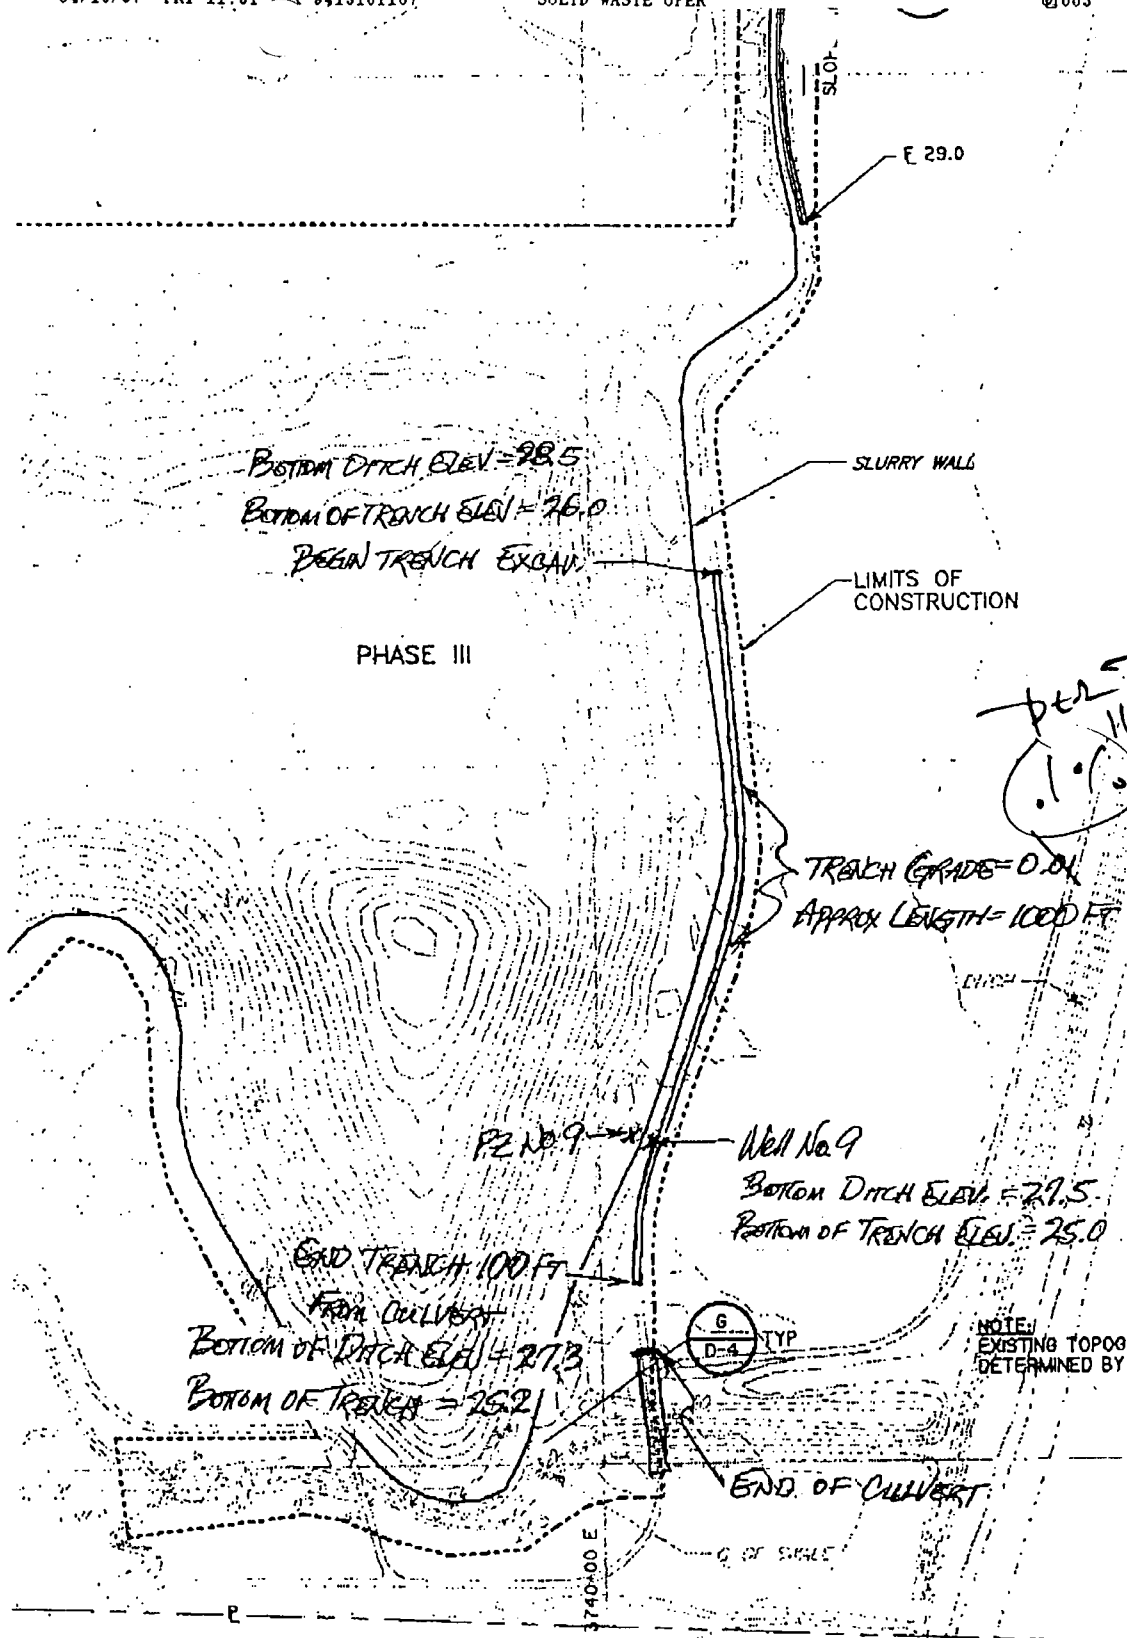 SOLID WASTE OPER
E 29.0
BOTTOM DITCH ELEV = 28.5
BOTTOM OF TRENCH ELEV = 26.0
BEGIN TRENCH EXCAV.
SLURRY WALL
LIMITS OF
CONSTRUCTION
PHASE III
TRENCH GRADE = 0.01
APPROX LENGTH = 1000 FT
DITCH
PZ NO 9
Well No 9
BOTTOM DITCH ELEV. = 27.5
BOTTOM OF TRENCH ELEV. = 25.0
END TRENCH 100 FT
FROM CULVERT
BOTTOM OF DITCH ELEV = 27.3
BOTTOM OF TRENCH = 25.2
G
D-4
TYP
NOTE:
EXISTING TOPOG
DETERMINED BY
END OF CULVERT
OF SWALE
3740+00 E